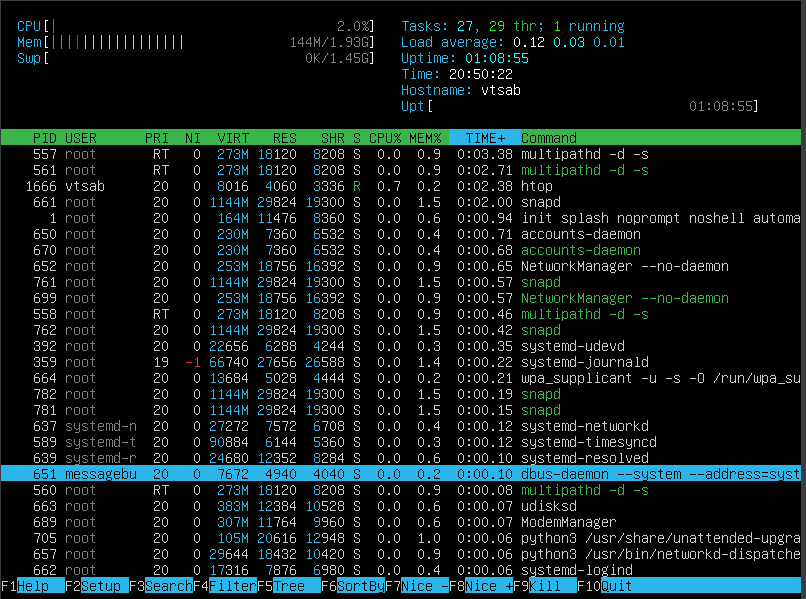 CPU[| 2.0%] Tasks: 27, 29 thr; 1 running
Mem[||||||||||||||||| 144M/1.93G] Load average: 0.12 0.03 0.01
Swp[ 0K/1.45G] Uptime: 01:08:55
Time: 20:50:22
Hostname: vtsab
Upt[ 01:08:55]
PID USER PRI NI VIRT RES SHR S CPU% MEM% TIME+ Command
557 root RT 0 273M 18120 8208 S 0.0 0.9 0:03.38 multipathd -d -s
561 root RT 0 273M 18120 8208 S 0.0 0.9 0:02.71 multipathd -d -s
1666 vtsab 20 0 8016 4060 3336 R 0.7 0.2 0:02.38 htop
661 root 20 0 1144M 29824 19300 S 0.0 1.5 0:02.00 snapd
1 root 20 0 164M 11476 8360 S 0.0 0.6 0:00.94 init splash noprompt noshell automa
650 root 20 0 230M 7360 6532 S 0.0 0.4 0:00.71 accounts-daemon
670 root 20 0 230M 7360 6532 S 0.0 0.4 0:00.68 accounts-daemon
652 root 20 0 253M 18756 16392 S 0.0 0.9 0:00.65 NetworkManager --no-daemon
761 root 20 0 1144M 29824 19300 S 0.0 1.5 0:00.57 snapd
699 root 20 0 253M 18756 16392 S 0.0 0.9 0:00.57 NetworkManager --no-daemon
558 root RT 0 273M 18120 8208 S 0.0 0.9 0:00.46 multipathd -d -s
762 root 20 0 1144M 29824 19300 S 0.0 1.5 0:00.42 snapd
392 root 20 0 22656 6288 4244 S 0.0 0.3 0:00.35 systemd-udevd
359 root 19 -1 66740 27656 26588 S 0.0 1.4 0:00.22 systemd-journald
664 root 20 0 13684 5028 4444 S 0.0 0.2 0:00.21 wpa_supplicant -u -s -O /run/wpa_su
782 root 20 0 1144M 29824 19300 S 0.0 1.5 0:00.19 snapd
781 root 20 0 1144M 29824 19300 S 0.0 1.5 0:00.15 snapd
637 systemd-n 20 0 27272 7572 6708 S 0.0 0.4 0:00.12 systemd-networkd
589 systemd-t 20 0 90884 6144 5360 S 0.0 0.3 0:00.12 systemd-timesyncd
639 systemd-r 20 0 24680 12352 8284 S 0.0 0.6 0:00.10 systemd-resolved
651 messagebu 20 0 7672 4940 4040 S 0.0 0.2 0:00.10 dbus-daemon --system --address=syst
560 root RT 0 273M 18120 8208 S 0.0 0.9 0:00.08 multipathd -d -s
663 root 20 0 383M 12384 10528 S 0.0 0.6 0:00.07 udisksd
689 root 20 0 307M 11764 9960 S 0.0 0.6 0:00.07 ModemManager
705 root 20 0 105M 20616 12948 S 0.0 1.0 0:00.06 python3 /usr/share/unattended-upgra
657 root 20 0 29644 18432 10420 S 0.0 0.9 0:00.06 python3 /usr/bin/networkd-dispatche
662 root 20 0 17316 7876 6980 S 0.0 0.4 0:00.06 systemd-logind
F1Help F2Setup F3SearchF4FilterF5Tree F6SortByF7Nice -F8Nice +F9Kill F10Quit